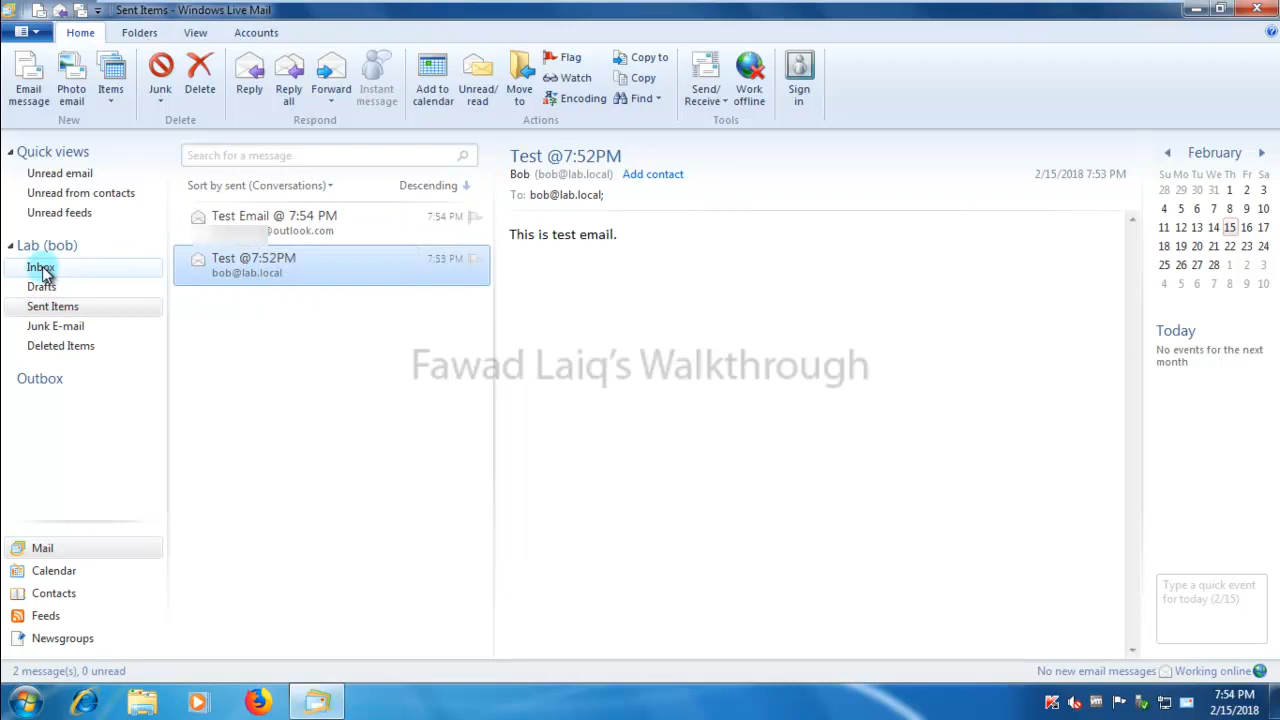 Sent Items - Windows Live Mail
Home
Folders
View
Accounts
Email message
Photo email
Items
New
Junk
Delete
Delete
Reply
Reply all
Forward
Instant message
Respond
Add to calendar
Unread/ read
Move to
Flag
Watch
Encoding
Copy to
Copy
Find
Actions
Send/ Receive
Work offline
Tools
Sign in
Quick views
Unread email
Unread from contacts
Unread feeds
Lab (bob)
Inbox
Drafts
Sent Items
Junk E-mail
Deleted Items
Outbox
Mail
Calendar
Contacts
Feeds
Newsgroups
Search for a message
Sort by sent (Conversations)
Descending
Test Email @ 7:54 PM
7:54 PM
@outlook.com
Test @7:52PM
7:53 PM
bob@lab.local
Test @7:52PM
Bob (bob@lab.local) Add contact
2/15/2018 7:53 PM
To: bob@lab.local;
This is test email.
Fawad Laiq's Walkthrough
February
Su Mo Tu We Th Fr Sa
28 29 30 31 1 2 3
4 5 6 7 8 9 10
11 12 13 14 15 16 17
18 19 20 21 22 23 24
25 26 27 28 1 2 3
4 5 6 7 8 9 10
Today
No events for the next
month
Type a quick event
for today (2/15)
2 message(s), 0 unread
No new email messages
Working online
7:54 PM
2/15/2018